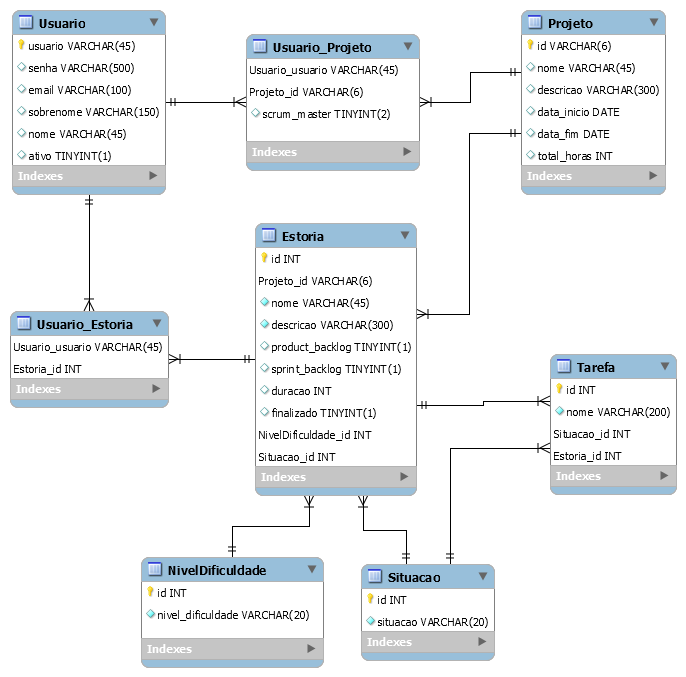 Usuario
usuario VARCHAR(45)
senha VARCHAR(500)
email VARCHAR(100)
sobrenome VARCHAR(150)
nome VARCHAR(45)
ativo TINYINT(1)
Indexes
Usuario_Projeto
Usuario_usuario VARCHAR(45)
Projeto_id VARCHAR(6)
scrum_master TINYINT(2)
Indexes
Projeto
id VARCHAR(6)
nome VARCHAR(45)
descricao VARCHAR(300)
data_inicio DATE
data_fim DATE
total_horas INT
Indexes
Estoria
id INT
Projeto_id VARCHAR(6)
nome VARCHAR(45)
descricao VARCHAR(300)
product_backlog TINYINT(1)
sprint_backlog TINYINT(1)
duracao INT
finalizado TINYINT(1)
NivelDificuldade_id INT
Situacao_id INT
Indexes
Usuario_Estoria
Usuario_usuario VARCHAR(45)
Estoria_id INT
Indexes
Tarefa
id INT
nome VARCHAR(200)
Situacao_id INT
Estoria_id INT
Indexes
NivelDificuldade
id INT
nivel_dificuldade VARCHAR(20)
Indexes
Situacao
id INT
situacao VARCHAR(20)
Indexes